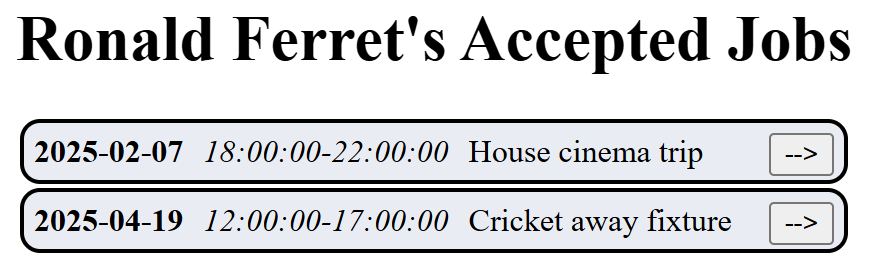 Ronald Ferret's Accepted Jobs
2025-02-07 18:00:00-22:00:00 House cinema trip -->
2025-04-19 12:00:00-17:00:00 Cricket away fixture -->